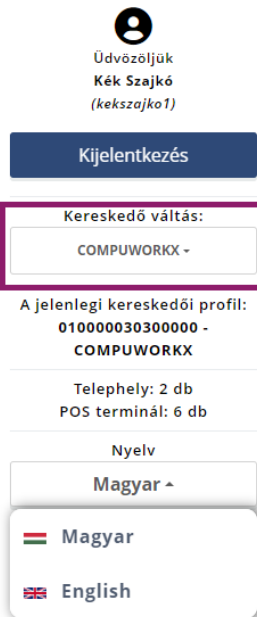 Üdvözöljük
Kék Szajkó
(kekszajko1)
Kijelentkezés
Kereskedő váltás:
COMPUWORKX
A jelenlegi kereskedői profil:
010000030300000 -
COMPUWORKX
Telephely: 2 db
POS terminál: 6 db
Nyelv
Magyar
Magyar
English